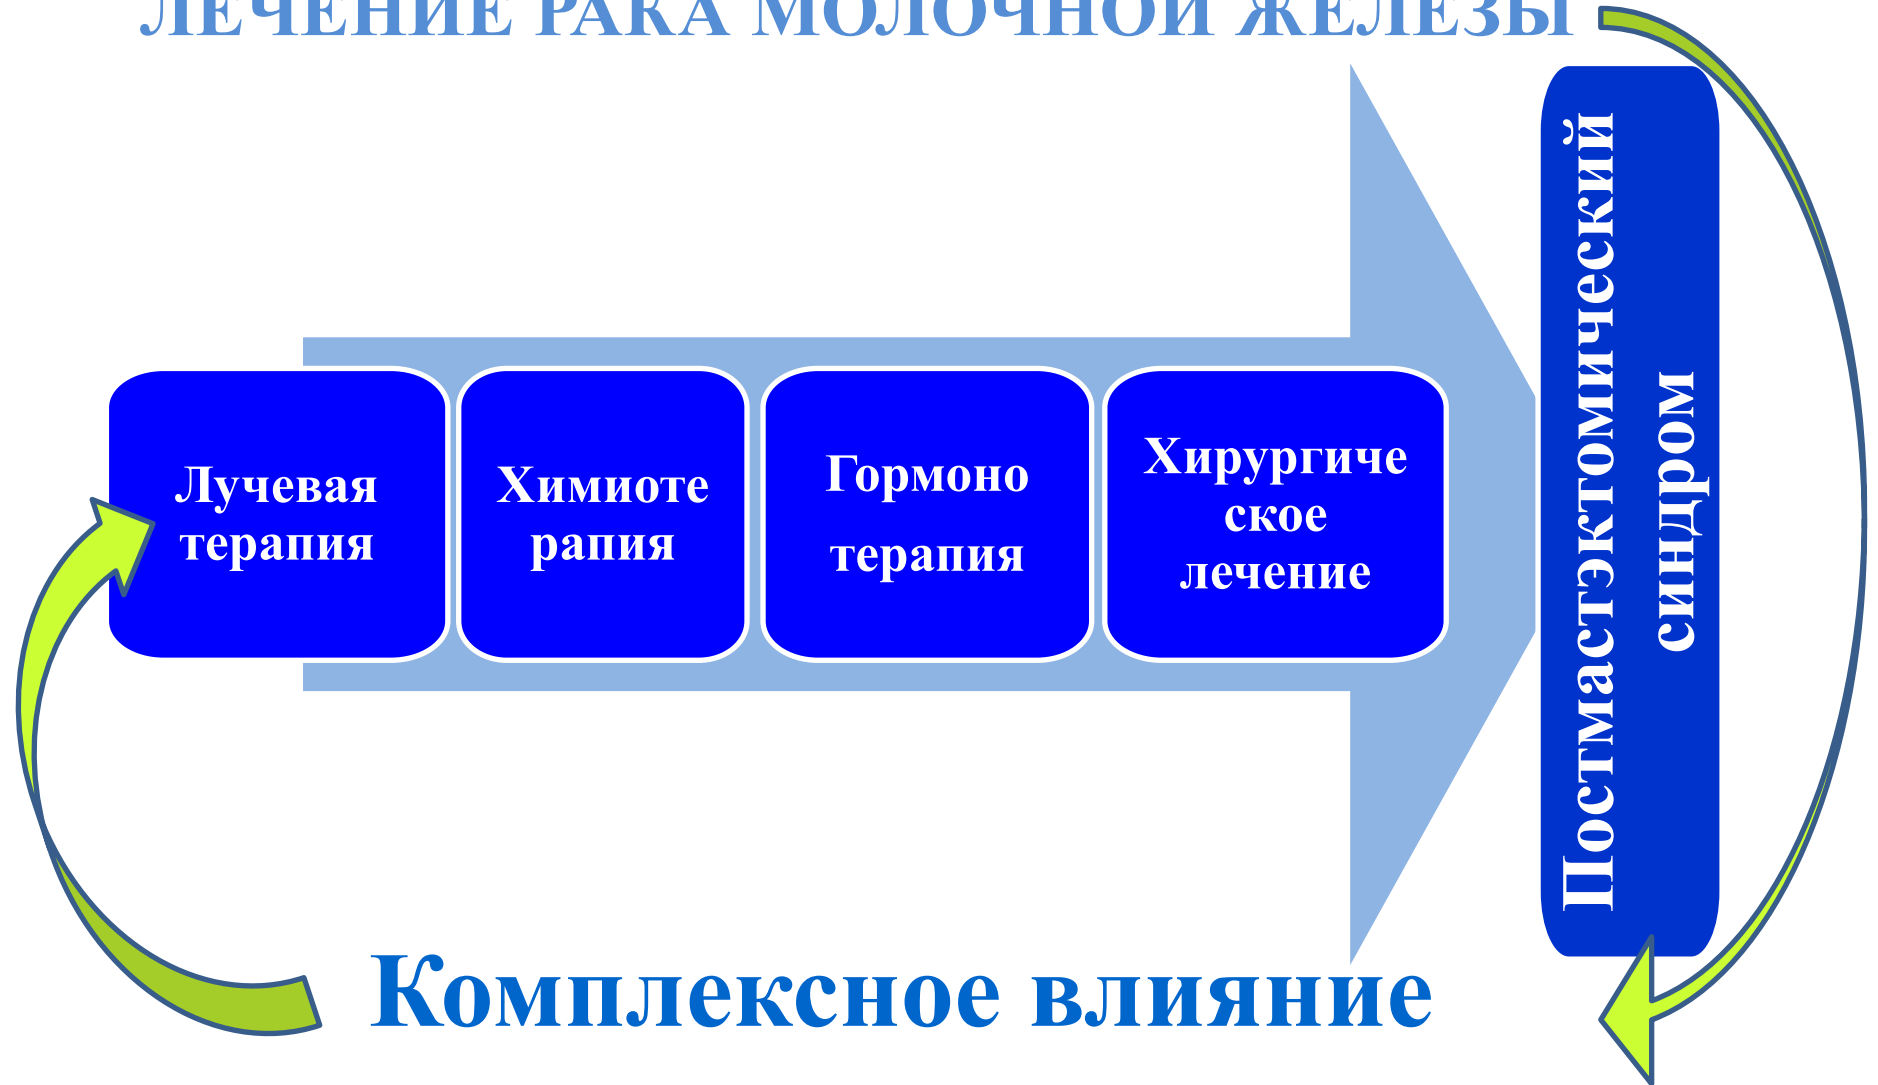 ЛЕЧЕНИЕ РАКА МОЛОЧНОЙ ЖЕЛЕЗЫ
Лучевая
терапия
Химиоте
рапия
Гормоно
терапия
Хирургиче
ское
лечение
Постмастэктомический
синдром
Комплексное влияние